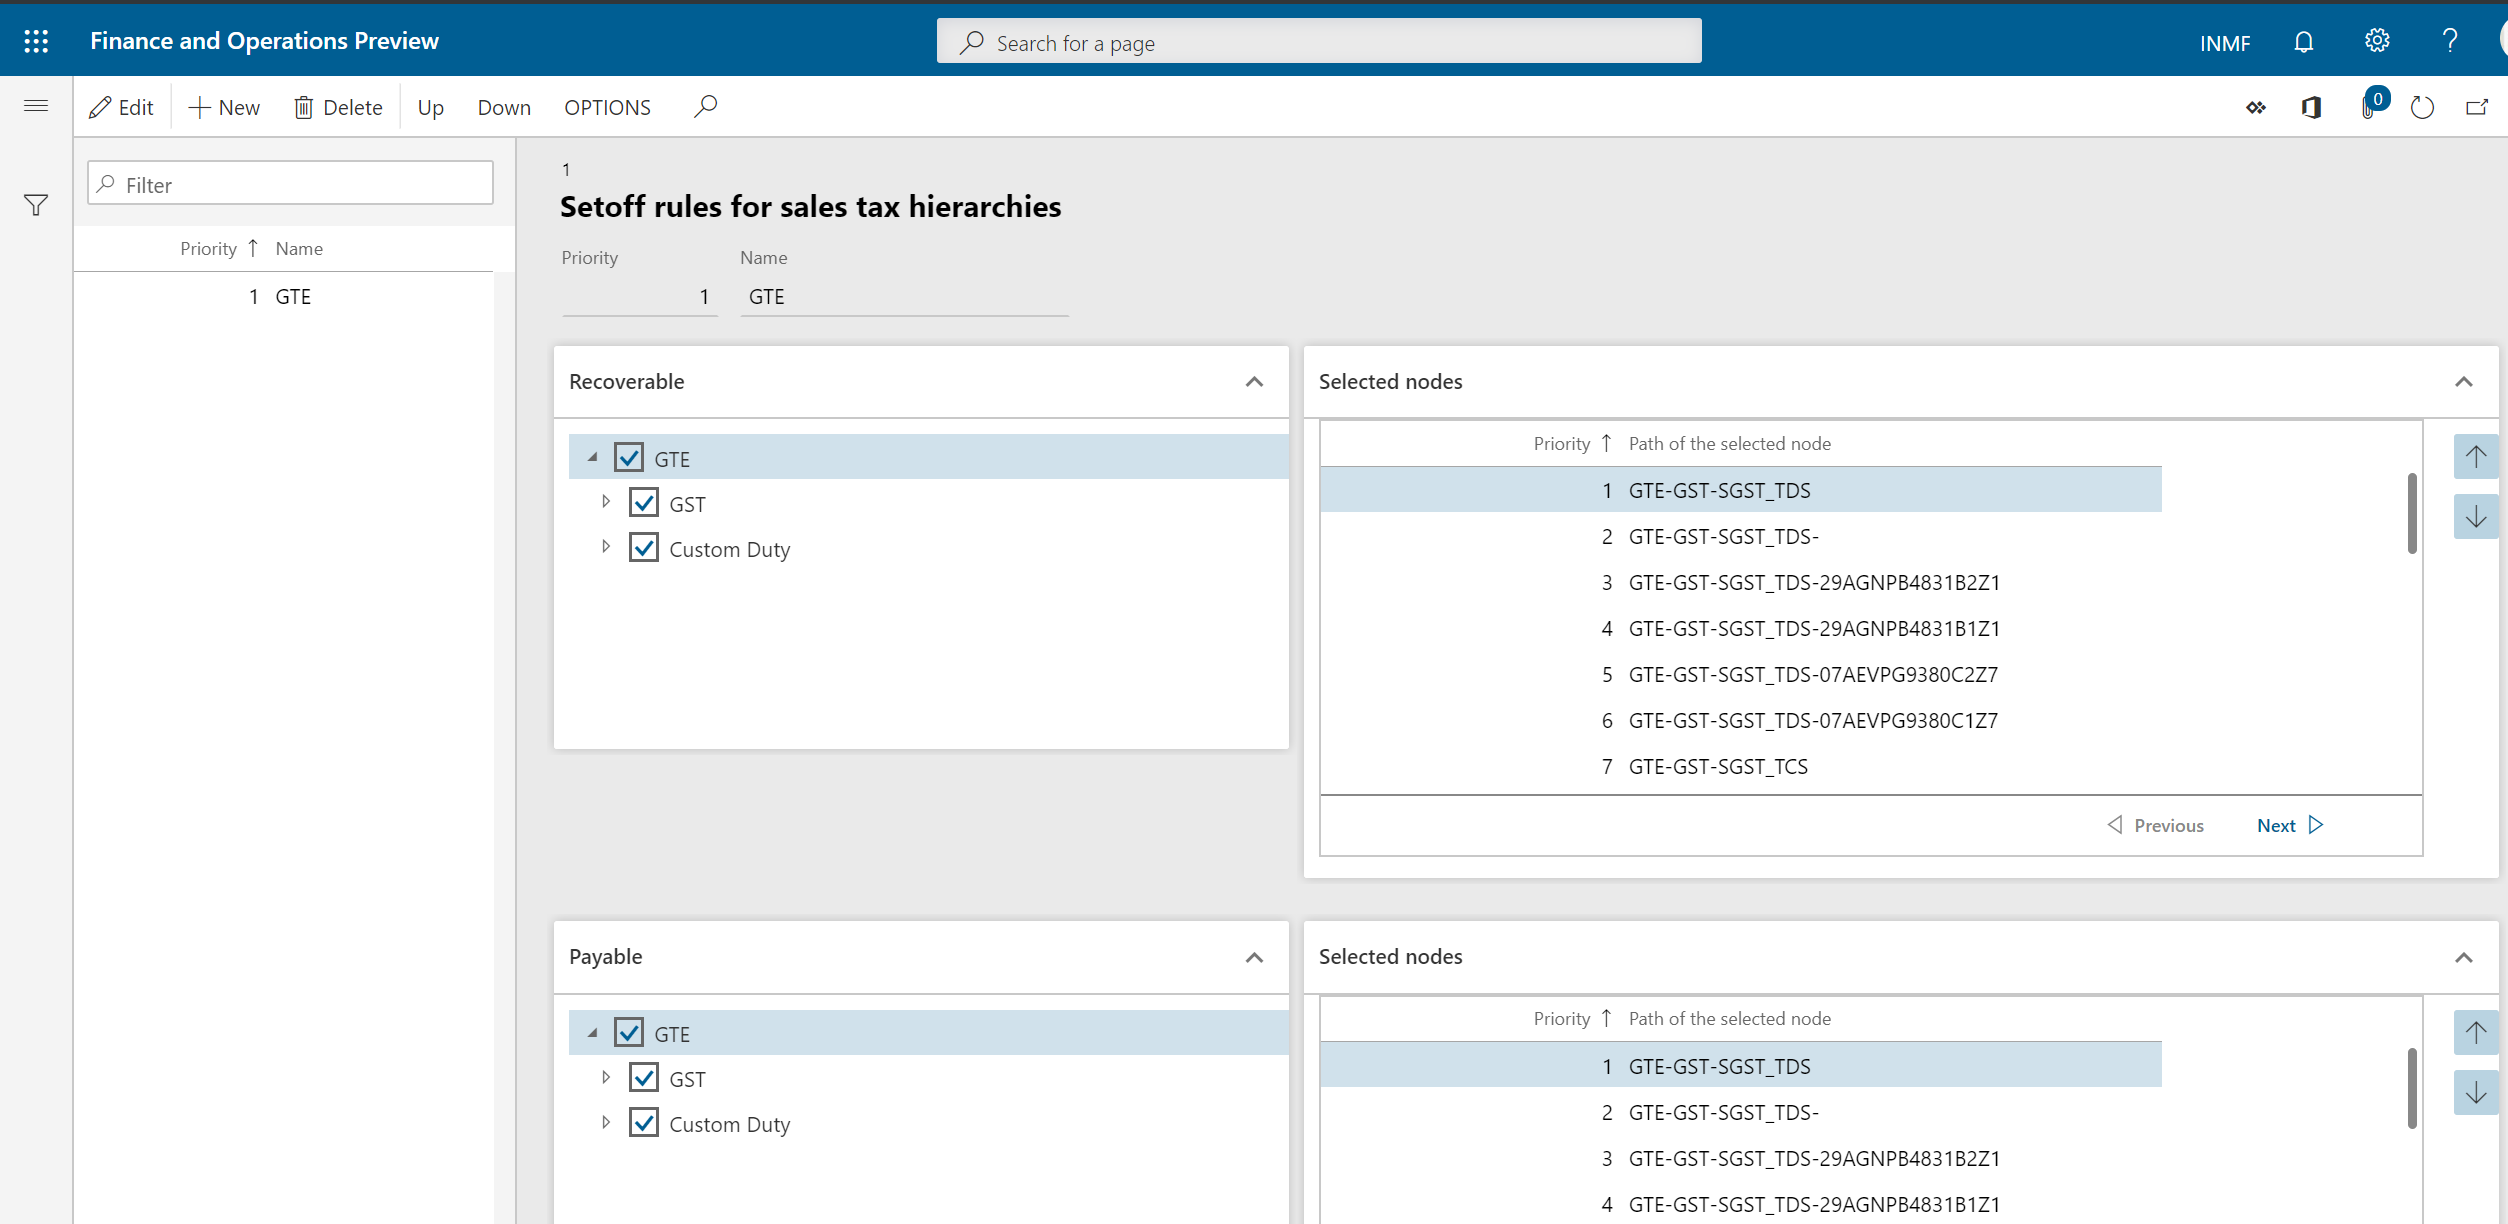 Finance and Operations Preview
Search for a page
INMF
Edit
New
Delete
Up
Down
OPTIONS
0
Filter
Priority Name
1 GTE
1
Setoff rules for sales tax hierarchies
Priority Name
1 GTE
Recoverable
GTE
GST
Custom Duty
Selected nodes
Priority Path of the selected node
1 GTE-GST-SGST_TDS
2 GTE-GST-SGST_TDS-
3 GTE-GST-SGST_TDS-29AGNPB4831B2Z1
4 GTE-GST-SGST_TDS-29AGNPB4831B1Z1
5 GTE-GST-SGST_TDS-07AEVPG9380C2Z7
6 GTE-GST-SGST_TDS-07AEVPG9380C1Z7
7 GTE-GST-SGST_TCS
Previous Next
Payable
GTE
GST
Custom Duty
Selected nodes
Priority Path of the selected node
1 GTE-GST-SGST_TDS
2 GTE-GST-SGST_TDS-
3 GTE-GST-SGST_TDS-29AGNPB4831B2Z1
4 GTE-GST-SGST_TDS-29AGNPB4831B1Z1